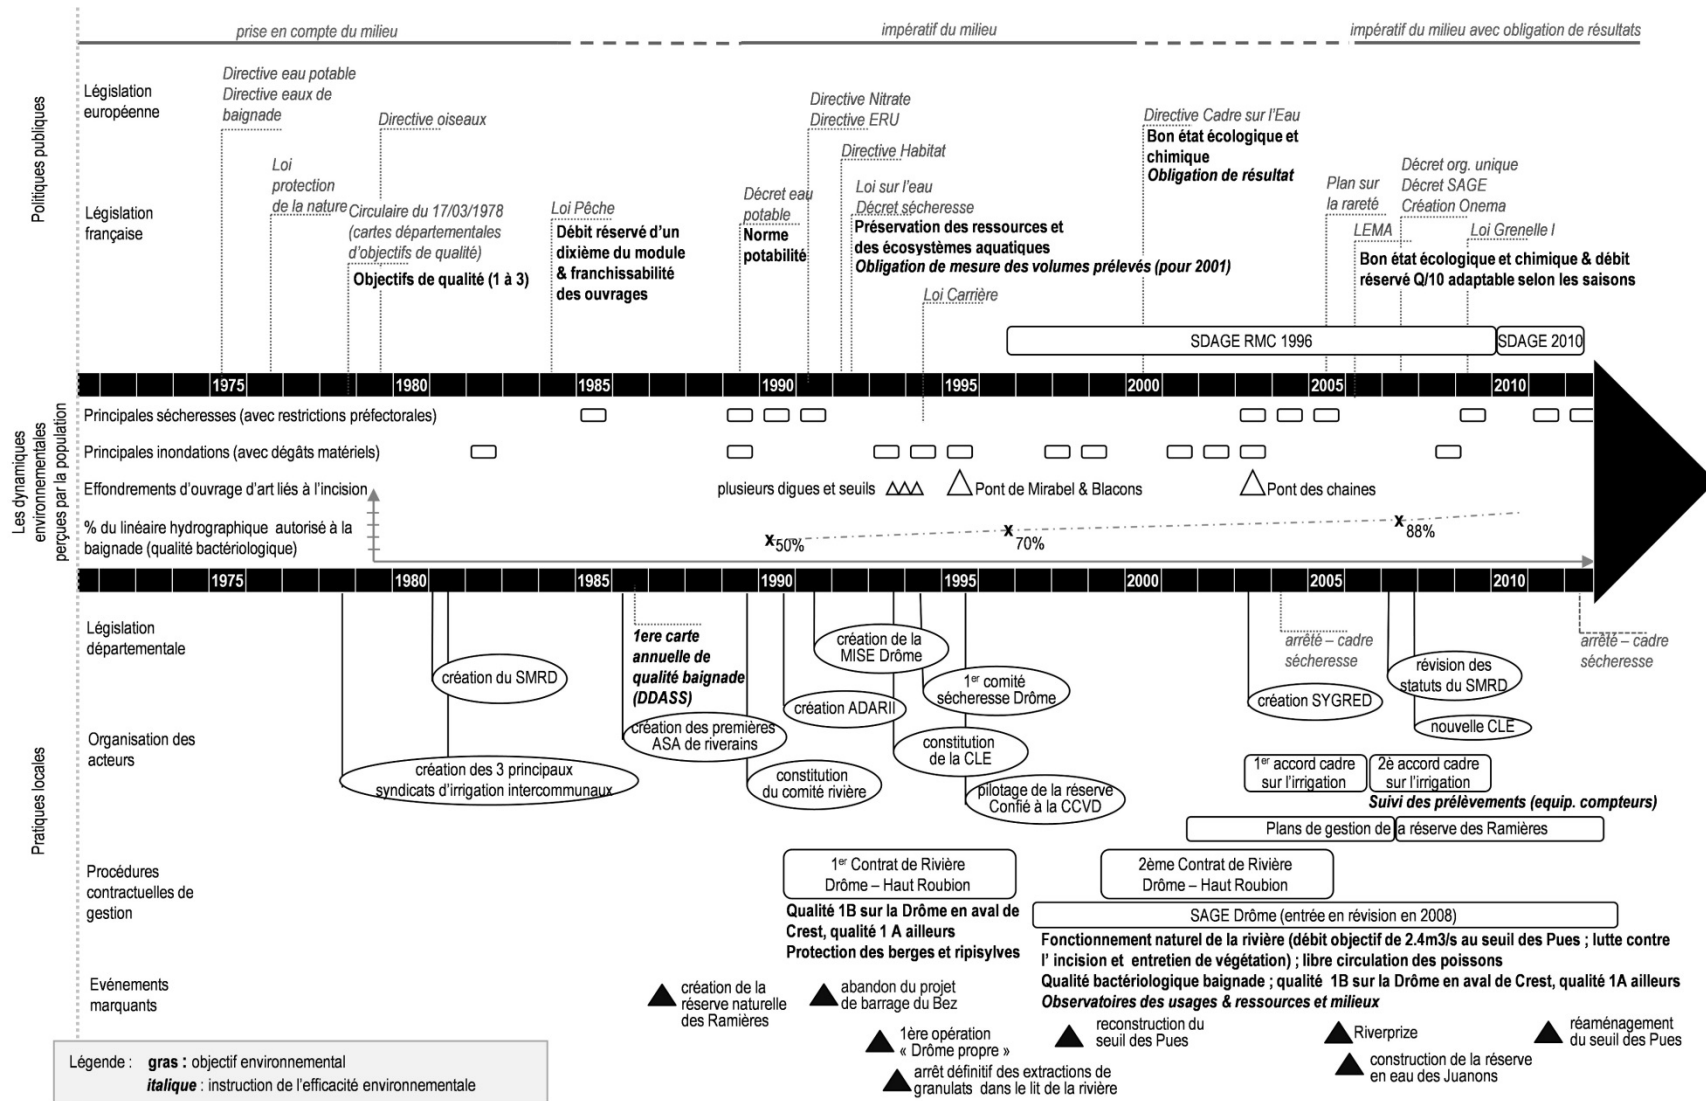 prise en compte du milieu
impératif du milieu
impératif du milieu avec obligation de résultats
Politiques publiques
Législation
européenne
Directive eau potable
Directive eaux de
baignade
Directive oiseaux
Directive Nitrate
Directive ERU
Directive Habitat
Directive Cadre sur l'Eau
Bon état écologique et
chimique
Obligation de résultat
Législation
française
Loi
protection
de la nature
Circulaire du 17/03/1978
(cartes départementales
d'objectifs de qualité)
Objectifs de qualité (1 à 3)
Loi Pêche
Débit réservé d'un
dixième du module
& franchissabilité
des ouvrages
Décret eau
potable
Norme
potabilité
Loi sur l'eau
Décret sécheresse
Préservation des ressources et
des écosystèmes aquatiques
Obligation de mesure des volumes prélevés (pour 2001)
Loi Carrière
Plan sur
la rareté
LEMA
Décret org. unique
Décret SAGE
Création Onema
Loi Grenelle I
Bon état écologique et chimique & débit
réservé Q/10 adaptable selon les saisons
SDAGE RMC 1996
SDAGE 2010
1975
1980
1985
1990
1995
2000
2005
2010
Les dynamiques
environnementales
perçues par la population
Principales sécheresses (avec restrictions préfectorales)
Principales inondations (avec dégâts matériels)
Effondrements d'ouvrage d'art liés à l'incision
plusieurs digues et seuils
Pont de Mirabel & Blacons
Pont des chaines
% du linéaire hydrographique autorisé à la
baignade (qualité bactériologique)
x 50%
x 70%
x 88%
1975
1980
1985
1990
1995
2000
2005
2010
Pratiques locales
Législation
départementale
1ere carte
annuelle de
qualité baignade
(DDASS)
arrêté – cadre
sécheresse
arrêté – cadre
sécheresse
Organisation des
acteurs
création du SMRD
création des 3 principaux
syndicats d'irrigation intercommunaux
création des premières
ASA de riverains
constitution
du comité rivière
création ADARII
création de la
MISE Drôme
1er comité
sécheresse Drôme
constitution
de la CLE
pilotage de la réserve
Confié à la CCVD
création SYGRED
révision des
statuts du SMRD
nouvelle CLE
1er accord cadre
sur l'irrigation
2è accord cadre
sur l'irrigation
Suivi des prélèvements (equip. compteurs)
Plans de gestion de a réserve des Ramières
Procédures
contractuelles de
gestion
1er Contrat de Rivière
Drôme – Haut Roubion
Qualité 1B sur la Drôme en aval de
Crest, qualité 1 A ailleurs
Protection des berges et ripisylves
2ème Contrat de Rivière
Drôme – Haut Roubion
SAGE Drôme (entrée en révision en 2008)
Fonctionnement naturel de la rivière (débit objectif de 2.4m3/s au seuil des Pues ; lutte contre
l' incision et entretien de végétation) ; libre circulation des poissons
Qualité bactériologique baignade ; qualité 1B sur la Drôme en aval de Crest, qualité 1A ailleurs
Observatoires des usages & ressources et milieux
Evénements
marquants
création de la
réserve naturelle
des Ramières
abandon du projet
de barrage du Bez
1ère opération
« Drôme propre »
arrêt définitif des extractions de
granulats dans le lit de la rivière
reconstruction du
seuil des Pues
Riverprize
construction de la réserve
en eau des Juanons
réaménagement
du seuil des Pues
Légende : gras : objectif environnemental
italique : instruction de l'efficacité environnementale